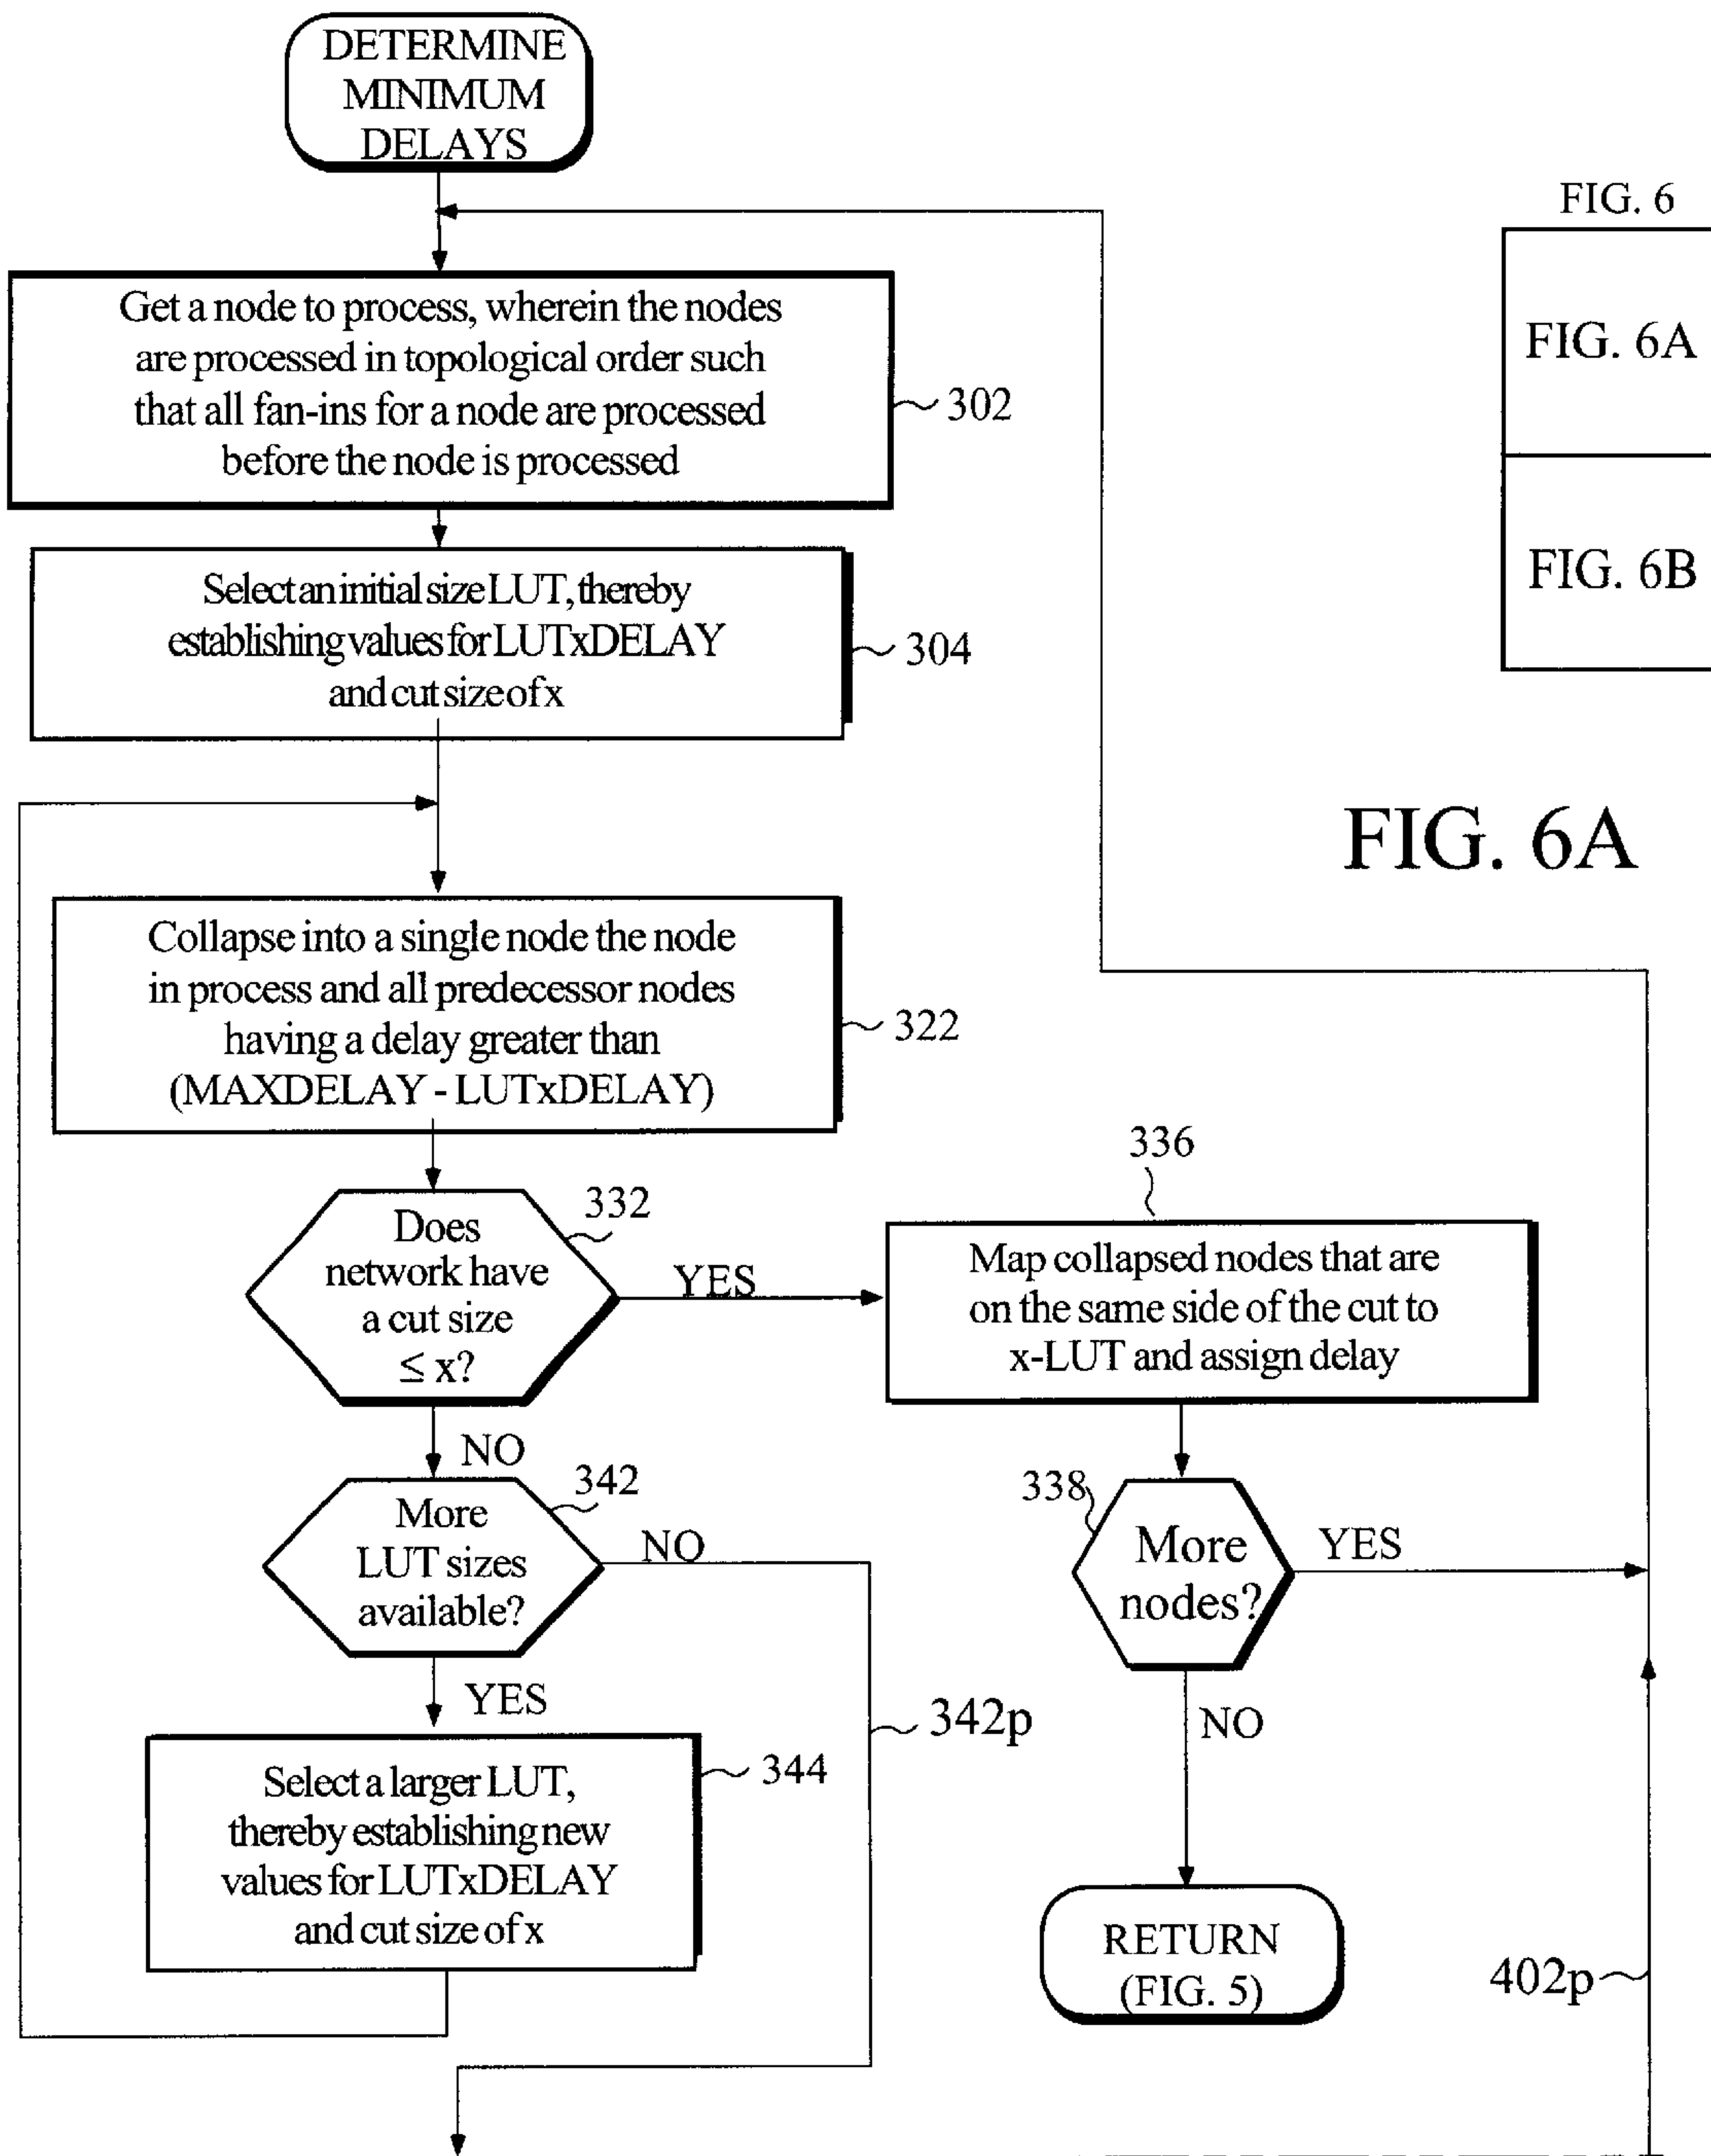 DETERMINE
MINIMUM
DELAYS
FIG. 6
FIG. 6A
FIG. 6B
Get a node to process, wherein the nodes
are processed in topological order such
that all fan-ins for a node are processed
before the node is processed
302
Select an initial size LUT, thereby
establishing values for LUTxDELAY
and cut size of x
304
FIG. 6A
Collapse into a single node the node
in process and all predecessor nodes
having a delay greater than
(MAXDELAY - LUTxDELAY)
322
Does
network have
a cut size
≤ x?
332
YES
336
Map collapsed nodes that are
on the same side of the cut to
x-LUT and assign delay
NO
More
LUT sizes
available?
342
NO
338
More
nodes?
YES
YES
342p
NO
Select a larger LUT,
thereby establishing new
values for LUTxDELAY
and cut size of x
344
RETURN
(FIG. 5)
402p